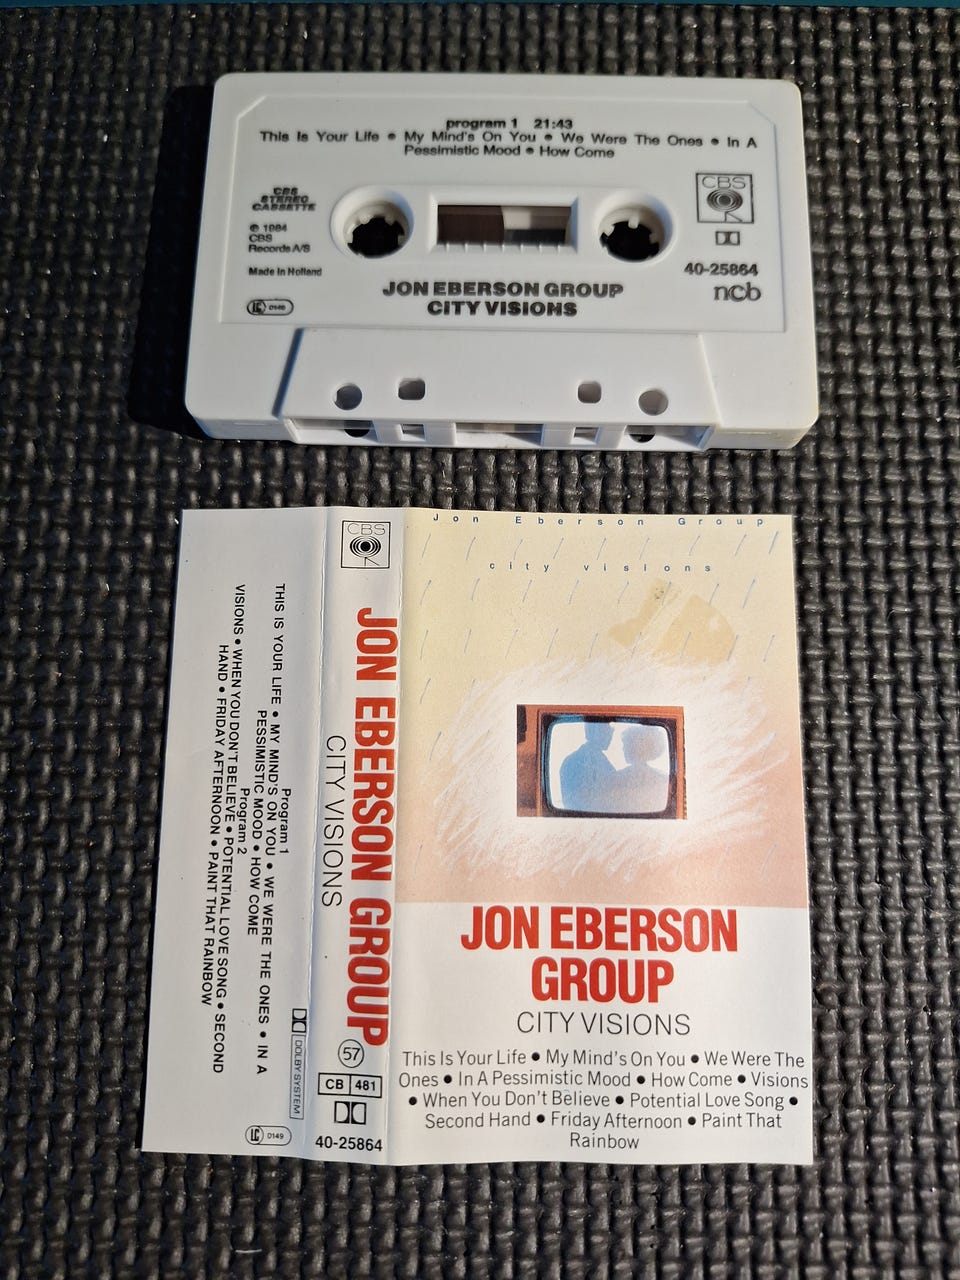 program 1 21:43
This Is Your Life • My Mind's On You • We Were The Ones • In A
Pessimistic Mood • How Come
CBS
STEREO
CASSETTE
℗ 1984
CBS
Records A/S
Made in Holland
LC 0149
CBS
40-25864
ncb
JON EBERSON GROUP
CITY VISIONS
Program 1
THIS IS YOUR LIFE • MY MIND'S ON YOU • WE WERE THE ONES • IN A
PESSIMISTIC MOOD • HOW COME
Program 2
VISIONS • WHEN YOU DON'T BELIEVE • POTENTIAL LOVE SONG • SECOND
HAND • FRIDAY AFTERNOON • PAINT THAT RAINBOW
DOLBY SYSTEM
LC 0149
CBS
JON EBERSON GROUP
CITY VISIONS
57
CB 481
40-25864
Jon Eberson Group
city visions
JON EBERSON
GROUP
CITY VISIONS
This Is Your Life • My Mind's On You • We Were The
Ones • In A Pessimistic Mood • How Come • Visions
• When You Don't Believe • Potential Love Song •
Second Hand • Friday Afternoon • Paint That
Rainbow